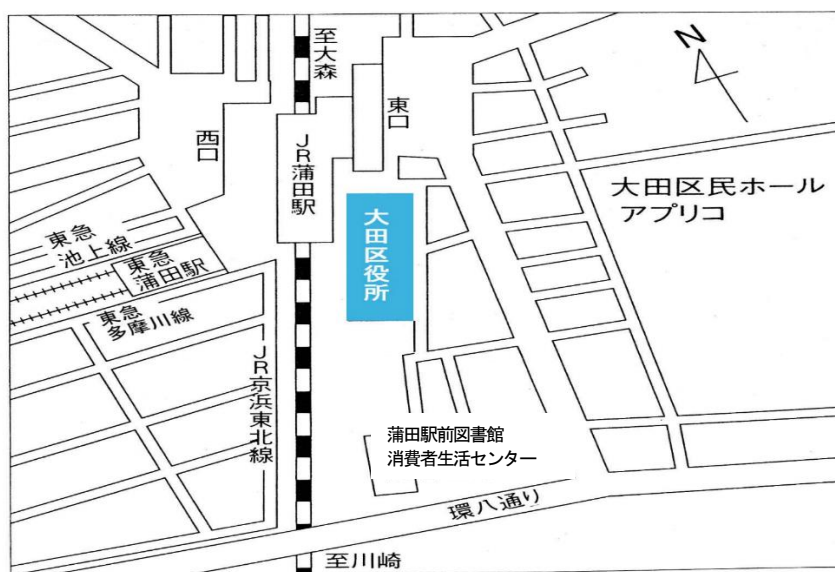 至大森
N
東口
西口
JR蒲田駅
大田区民ホール
アプリコ
大田区役所
東急
池上線
東急
蒲田駅
東急
多摩川線
JR京浜東北線
蒲田駅前図書館
消費者生活センター
環八通り
至川崎